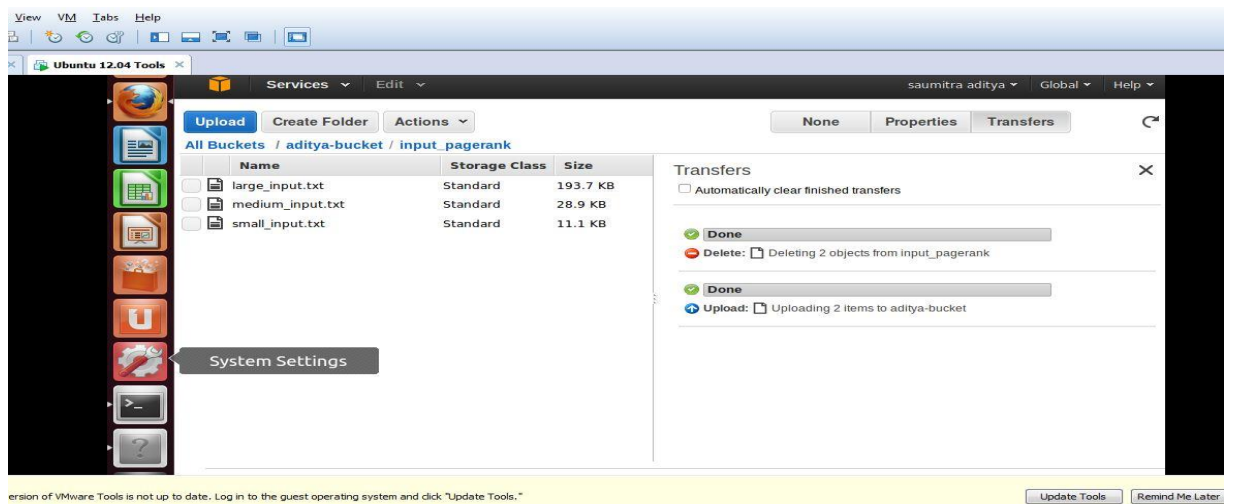 View VM Tabs Help
Ubuntu 12.04 Tools
Services Edit saumitra aditya Global Help
Upload Create Folder Actions None Properties Transfers
All Buckets / aditya-bucket / input_pagerank
Name Storage Class Size
large_input.txt Standard 193.7 KB
medium_input.txt Standard 28.9 KB
small_input.txt Standard 11.1 KB
Transfers
Automatically clear finished transfers
Done
Delete: Deleting 2 objects from input_pagerank
Done
Upload: Uploading 2 items to aditya-bucket
System Settings
ersion of VMware Tools is not up to date. Log in to the guest operating system and click "Update Tools."
Update Tools Remind Me Later